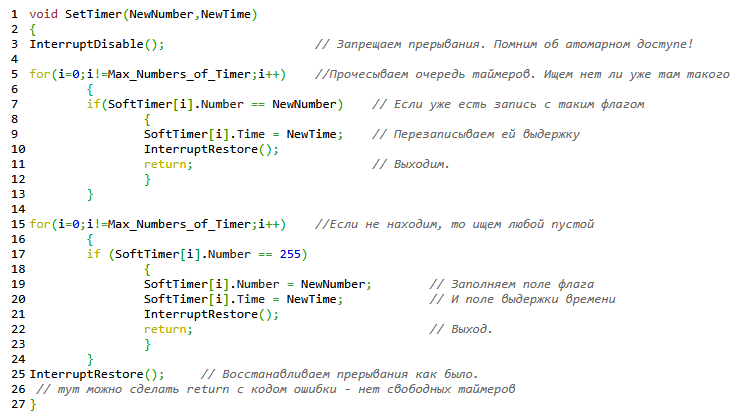 1 void SetTimer(NewNumber,NewTime)
2 {
3 InterruptDisable(); // Запрещаем прерывания. Помним об атомарном доступе!
4
5 for(i=0;i!=Max_Numbers_of_Timer;i++) //Прочесываем очередь таймеров. Ищем нет ли уже там такого
6 {
7 if(SoftTimer[i].Number == NewNumber) // Если уже есть запись с таким флагом
8 {
9 SoftTimer[i].Time = NewTime; // Перезаписываем ей выдержку
10 InterruptRestore();
11 return; // Выходим.
12 }
13 }
14
15 for(i=0;i!=Max_Numbers_of_Timer;i++) //Если не находим, то ищем любой пустой
16 {
17 if (SoftTimer[i].Number == 255)
18 {
19 SoftTimer[i].Number = NewNumber; // Заполняем поле флага
20 SoftTimer[i].Time = NewTime; // И поле выдержки времени
21 InterruptRestore();
22 return; // Выход.
23 }
24 }
25 InterruptRestore(); // Восстанавливаем прерывания как было.
26 // тут можно сделать return с кодом ошибки - нет свободных таймеров
27 }